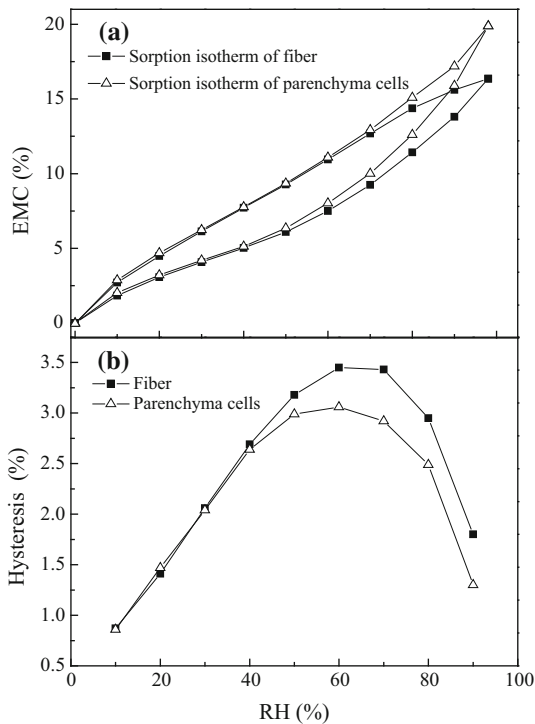 20
(a)
Sorption isotherm of fiber
Sorption isotherm of parenchyma cells
15
10
5
0
EMC (%)
(b)
3.5
Fiber
Parenchyma cells
3.0
2.5
2.0
1.5
1.0
0.5
Hysteresis (%)
0
20
40
60
80
100
RH (%)